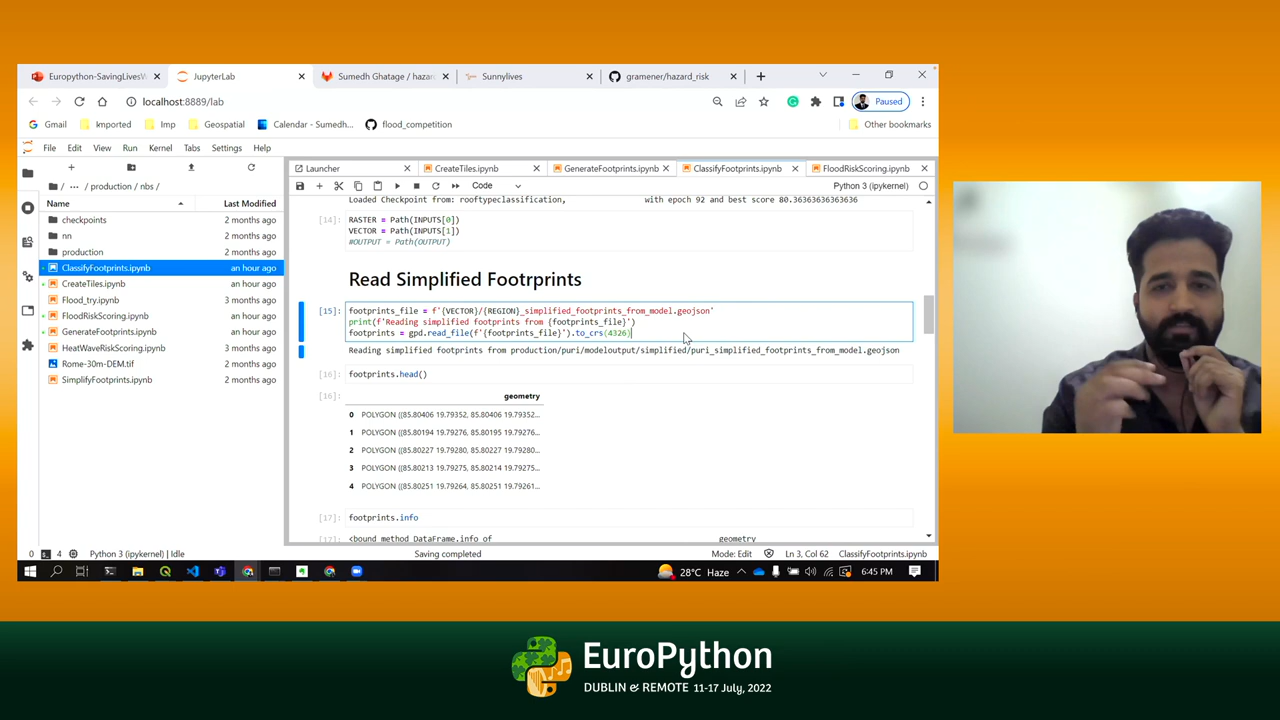 Europython-SavingLivesW
JupyterLab
Sumedh Ghatage / hazard
Sunnylives
gramener/hazard_risk
localhost:8889/lab
Paused
Gmail
Imported
Imp
Geospatial
Calendar - Sumedh...
flood_competition
Other bookmarks
File
Edit
View
Run
Kernel
Tabs
Settings
Help
Launcher
CreateTiles.ipynb
GenerateFootprints.ipynb
ClassifyFootprints.ipynb
FloodRiskScoring.ipynb
Code
Python 3 (ipykernel)
/ ··· / production / nbs /
Name
Last Modified
checkpoints
2 months ago
nn
2 months ago
production
2 months ago
ClassifyFootprints.ipynb
an hour ago
CreateTiles.ipynb
an hour ago
Flood_try.ipynb
3 months ago
FloodRiskScoring.ipynb
an hour ago
GenerateFootprints.ipynb
an hour ago
HeatWaveRiskScoring.ipynb
2 months ago
Rome-30m-DEM.tif
2 months ago
SimplifyFootprints.ipynb
2 months ago
Loaded Checkpoint from: rooftypeclassification, with epoch 92 and best score 80.36363636363636
[14]:
RASTER = Path(INPUTS[0])
VECTOR = Path(INPUTS[1])
#OUTPUT = Path(OUTPUT)
Read Simplified Footrprints
[15]:
footprints_file = f'{VECTOR}/{REGION}_simplified_footprints_from_model.geojson'
print(f'Reading simplified footprints from {footprints_file}')
footprints = gpd.read_file(f'{footprints_file}').to_crs(4326)
Reading simplified footprints from production/puri/modeloutput/simplified/puri_simplified_footprints_from_model.geojson
[16]:
footprints.head()
[16]:
geometry
0 POLYGON ((85.80406 19.79352, 85.80406 19.79352...
1 POLYGON ((85.80194 19.79276, 85.80195 19.79276...
2 POLYGON ((85.80227 19.79280, 85.80227 19.79280...
3 POLYGON ((85.80213 19.79275, 85.80214 19.79275...
4 POLYGON ((85.80251 19.79264, 85.80251 19.79261...
[17]:
footprints.info
[17]:
<bound method DataFrame.info of geometry
0
4
Python 3 (ipykernel) | Idle
Saving completed
Mode: Edit
Ln 3, Col 62
ClassifyFootprints.ipynb
28°C Haze
6:45 PM
EuroPython
DUBLIN & REMOTE 11-17 July, 2022